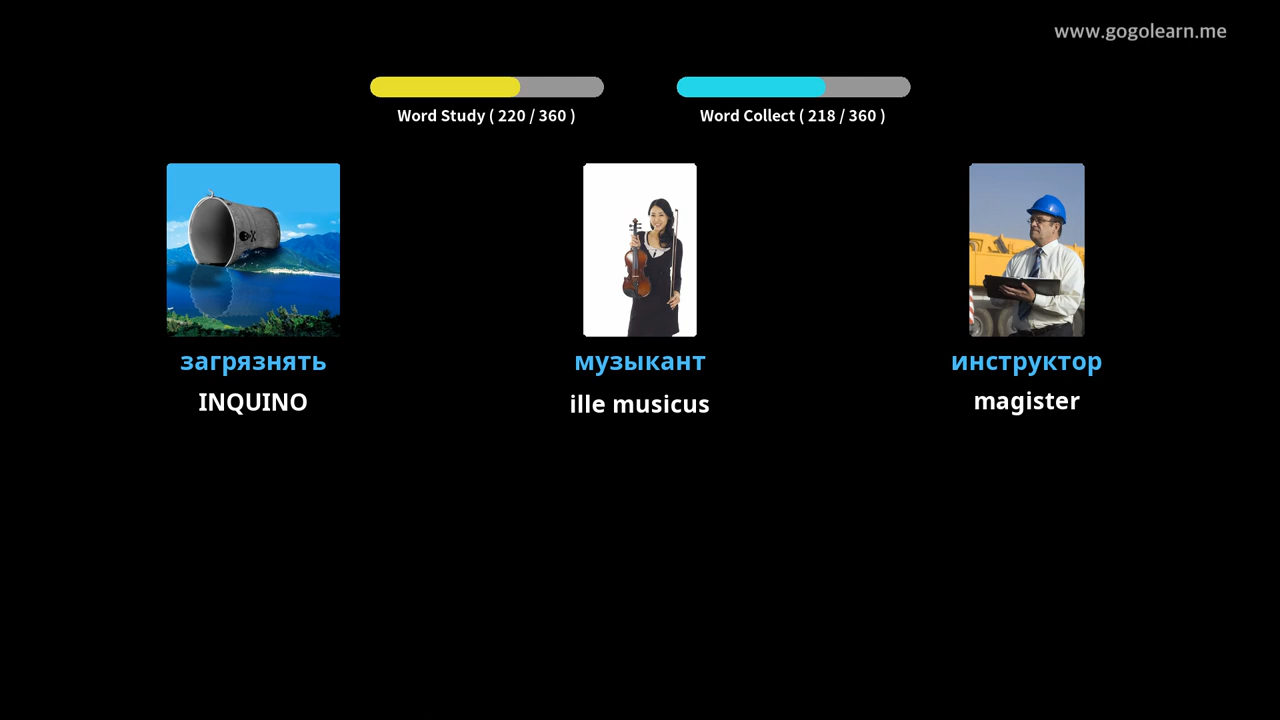 www.gogolearn.me
Word Study ( 220 / 360 )
Word Collect ( 218 / 360 )
загрязнять
музыкант
инструктор
INQUINO
ille musicus
magister